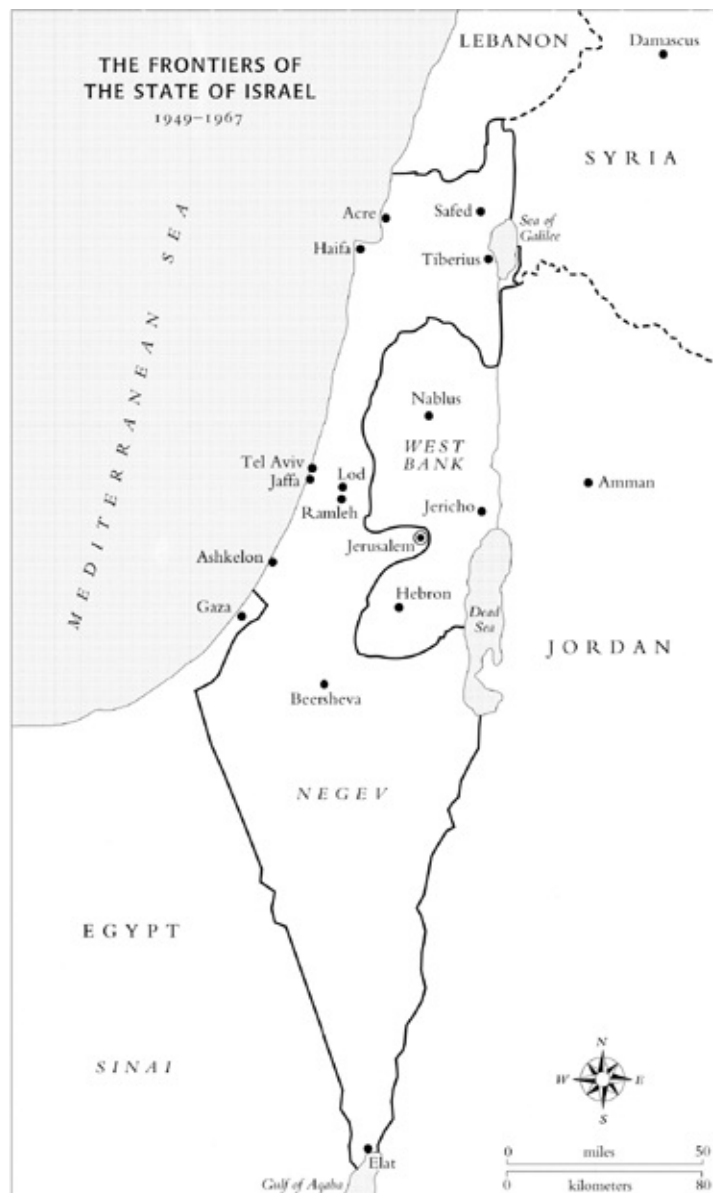 THE FRONTIERS OF
THE STATE OF ISRAEL
1949–1967
LEBANON
Damascus
SYRIA
Acre
Safed
Sea of
Galilee
Haifa
Tiberius
MEDITERRANEAN SEA
Nablus
WEST
BANK
Tel Aviv
Jaffa
Lod
Ramleh
Jericho
Amman
Jerusalem
Ashkelon
Gaza
Hebron
Dead
Sea
JORDAN
Beersheva
NEGEV
EGYPT
SINAI
N
W
E
S
Elat
Gulf of Aqaba
0
miles
50
0
kilometers
80